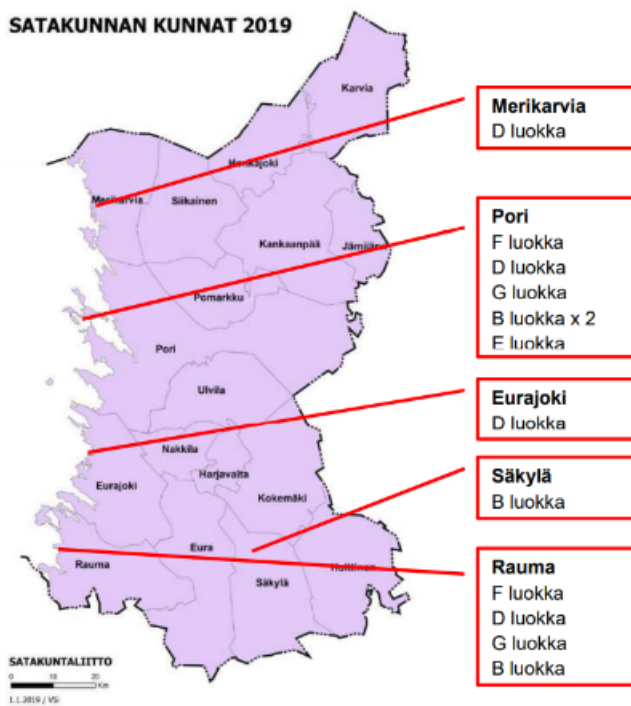 SATAKUNNAN KUNNAT 2019
Karvia
Honkajoki
Merikarvia
Siikainen
Kankaanpää
Jämijärvi
Pomarkku
Pori
Ulvila
Nakkila
Harjavalta
Eurajoki
Kokemäki
Eura
Rauma
Säkylä
Huittinen
SATAKUNTALIITTO
0 10 20
Km
1.1.2019 / VSi
Merikarvia
D luokka
Pori
F luokka
D luokka
G luokka
B luokka x 2
E luokka
Eurajoki
D luokka
Säkylä
B luokka
Rauma
F luokka
D luokka
G luokka
B luokka